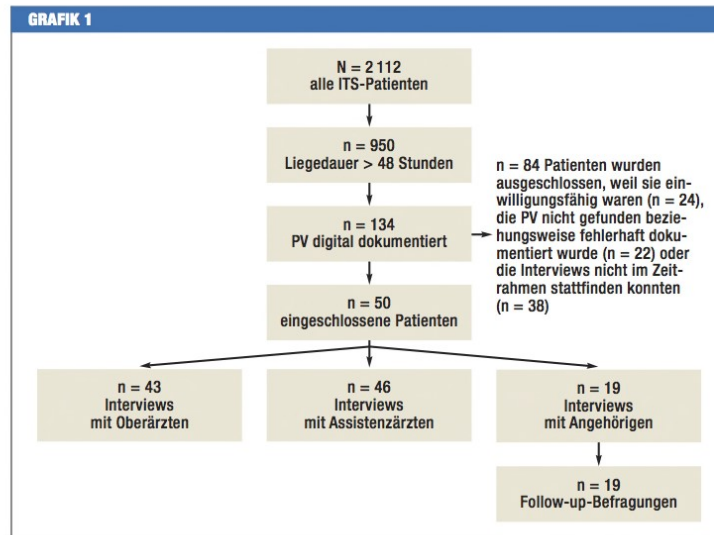 GRAFIK 1
N = 2 112
alle ITS-Patienten
n = 950
Liegedauer > 48 Stunden
n = 134
PV digital dokumentiert
n = 84 Patienten wurden
ausgeschlossen, weil sie ein-
willigungsfähig waren (n = 24),
die PV nicht gefunden bezie-
hungsweise fehlerhaft doku-
mentiert wurde (n = 22) oder
die Interviews nicht im Zeit-
rahmen stattfinden konnten
(n = 38)
n = 50
eingeschlossene Patienten
n = 43
Interviews
mit Oberärzten
n = 46
Interviews
mit Assistenzärzten
n = 19
Interviews
mit Angehörigen
n = 19
Follow-up-Befragungen